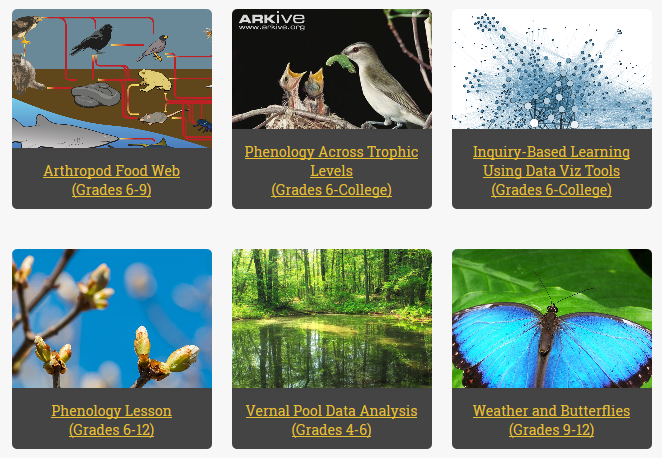 ARKive
www.arkive.org
Arthropod Food Web
(Grades 6-9)
Phenology Across Trophic
Levels
(Grades 6-College)
Inquiry-Based Learning
Using Data Viz Tools
(Grades 6-College)
Phenology Lesson
(Grades 6-12)
Vernal Pool Data Analysis
(Grades 4-6)
Weather and Butterflies
(Grades 9-12)